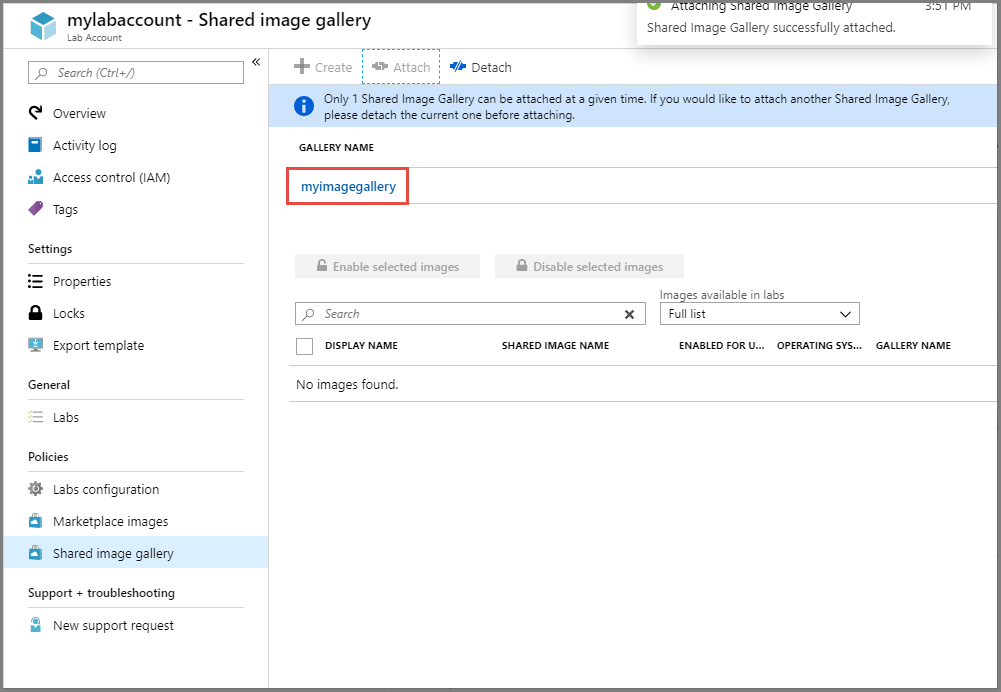 mylabaccount - Shared image gallery
Lab Account
Attaching Shared Image Gallery 3:51 PM
Shared Image Gallery successfully attached.
Search (Ctrl+/)
«
Overview
Activity log
Access control (IAM)
Tags
Settings
Properties
Locks
Export template
General
Labs
Policies
Labs configuration
Marketplace images
Shared image gallery
Support + troubleshooting
New support request
Create Attach Detach
Only 1 Shared Image Gallery can be attached at a given time. If you would like to attach another Shared Image Gallery,
please detach the current one before attaching.
GALLERY NAME
myimagegallery
Enable selected images Disable selected images
Images available in labs
Search Full list
DISPLAY NAME SHARED IMAGE NAME ENABLED FOR U... OPERATING SYS... GALLERY NAME
No images found.